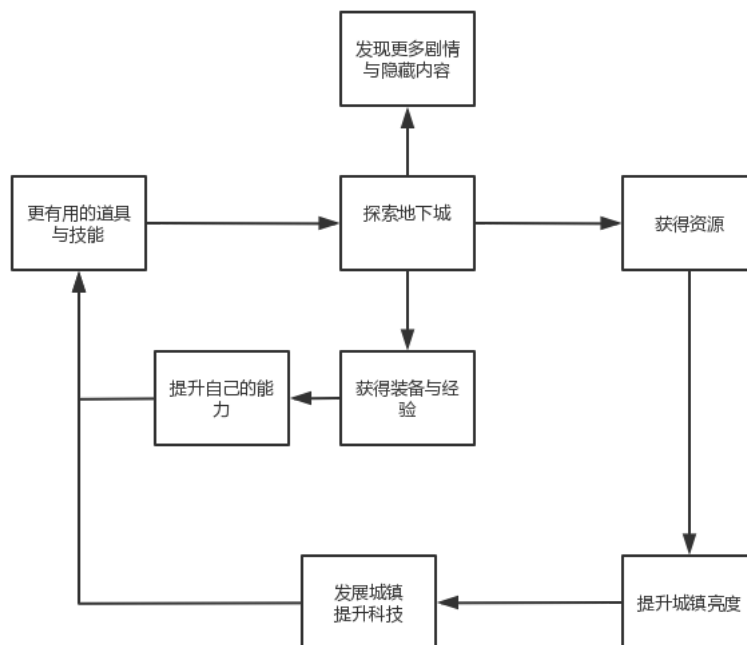 发现更多剧情
与隐藏内容
更有用的道具
与技能
探索地下城
获得资源
提升自己的能
力
获得装备与经
验
发展城镇
提升科技
提升城镇亮度